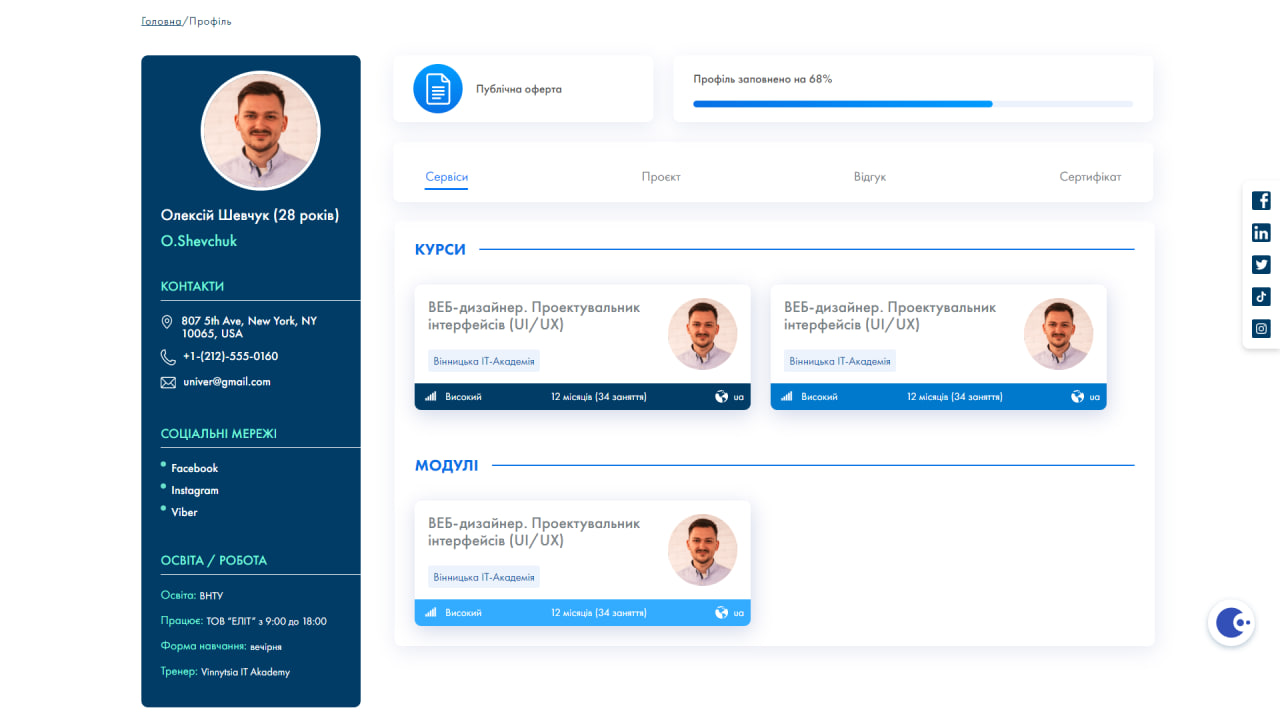 Головна/Профіль
Олексій Шевчук (28 років)
O.Shevchuk
КОНТАКТИ
807 5th Ave, New York, NY
10065, USA
+1-(212)-555-0160
univer@gmail.com
СОЦІАЛЬНІ МЕРЕЖІ
Facebook
Instagram
Viber
ОСВІТА / РОБОТА
Освіта: ВНТУ
Працює: ТОВ "ЕЛІТ" з 9:00 до 18:00
Форма навчання: вечірня
Тренер: Vinnytsia IT Akademy
Публічна оферта
Профіль заповнено на 68%
Сервіси Проєкт Відгук Сертифікат
КУРСИ
ВЕБ-дизайнер. Проектувальник
інтерфейсів (UI/UX)
Вінницька ІТ-Академія
Високий 12 місяців (34 заняття) ua
ВЕБ-дизайнер. Проектувальник
інтерфейсів (UI/UX)
Вінницька ІТ-Академія
Високий 12 місяців (34 заняття) ua
МОДУЛІ
ВЕБ-дизайнер. Проектувальник
інтерфейсів (UI/UX)
Вінницька ІТ-Академія
Високий 12 місяців (34 заняття) ua